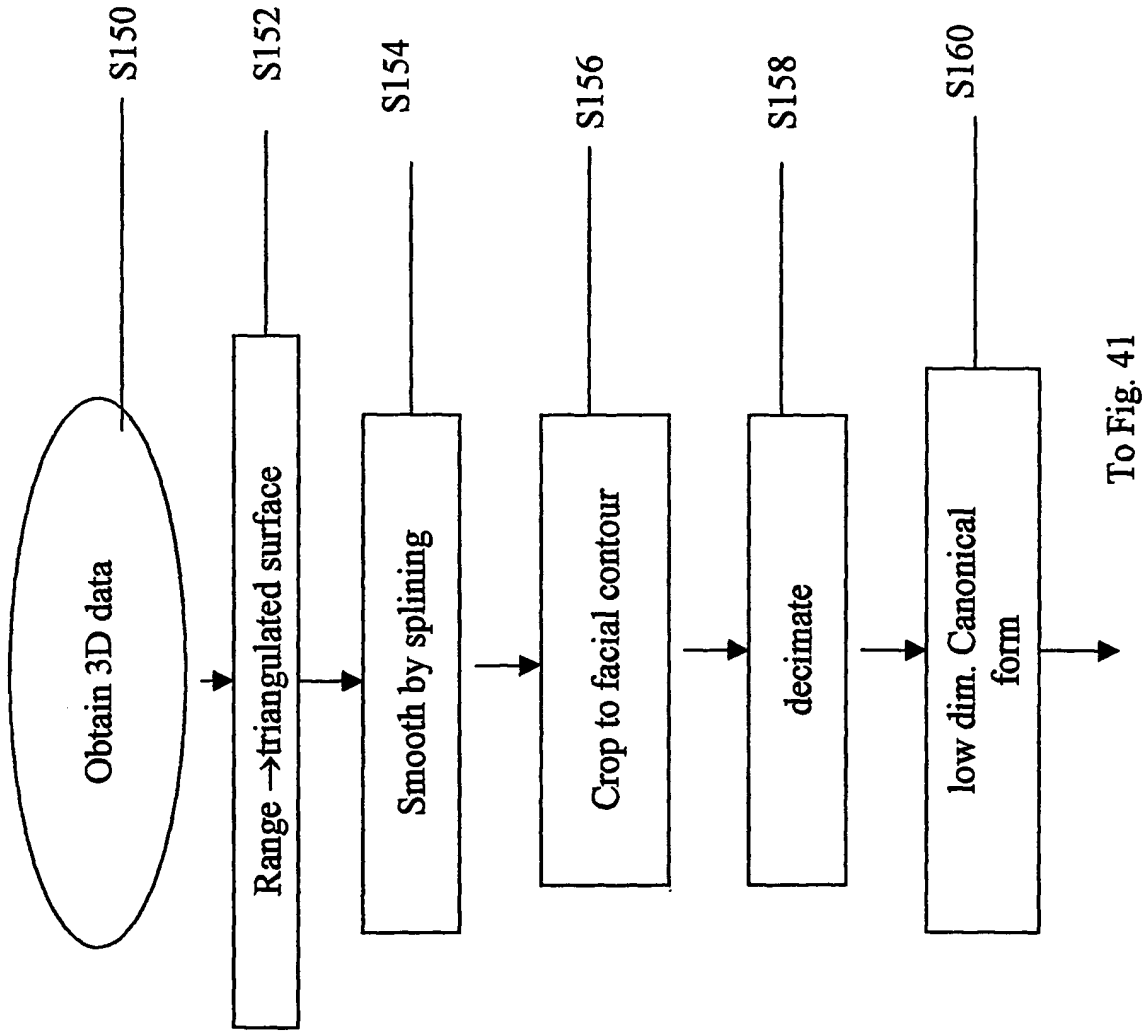 Obtain 3D data
S150
Range →triangulated surface
S152
Smooth by splining
S154
Crop to facial contour
S156
decimate
S158
low dim. Canonical
form
S160
To Fig. 41